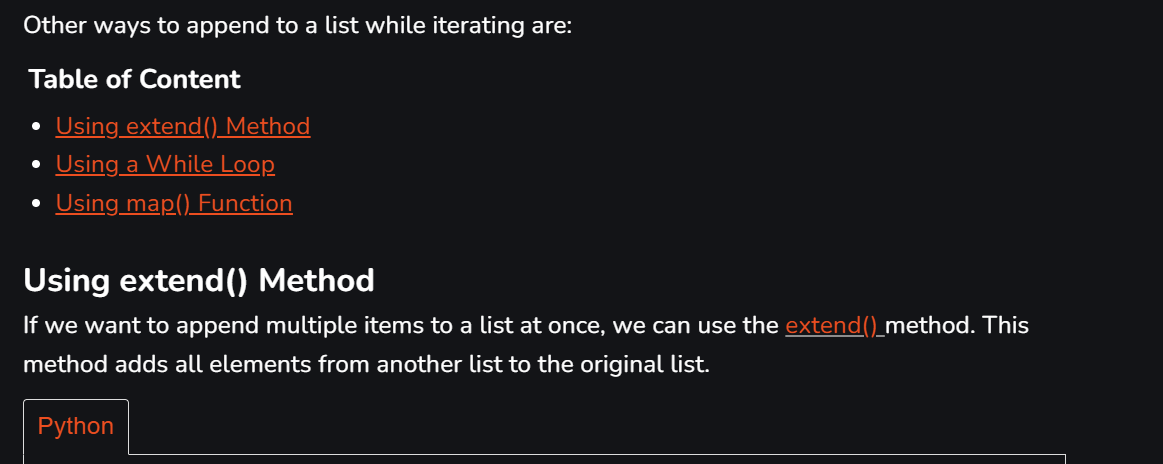 Other ways to append to a list while iterating are:
Table of Content
Using extend() Method
Using a While Loop
Using map() Function
Using extend() Method
If we want to append multiple items to a list at once, we can use the extend() method. This
method adds all elements from another list to the original list.
Python